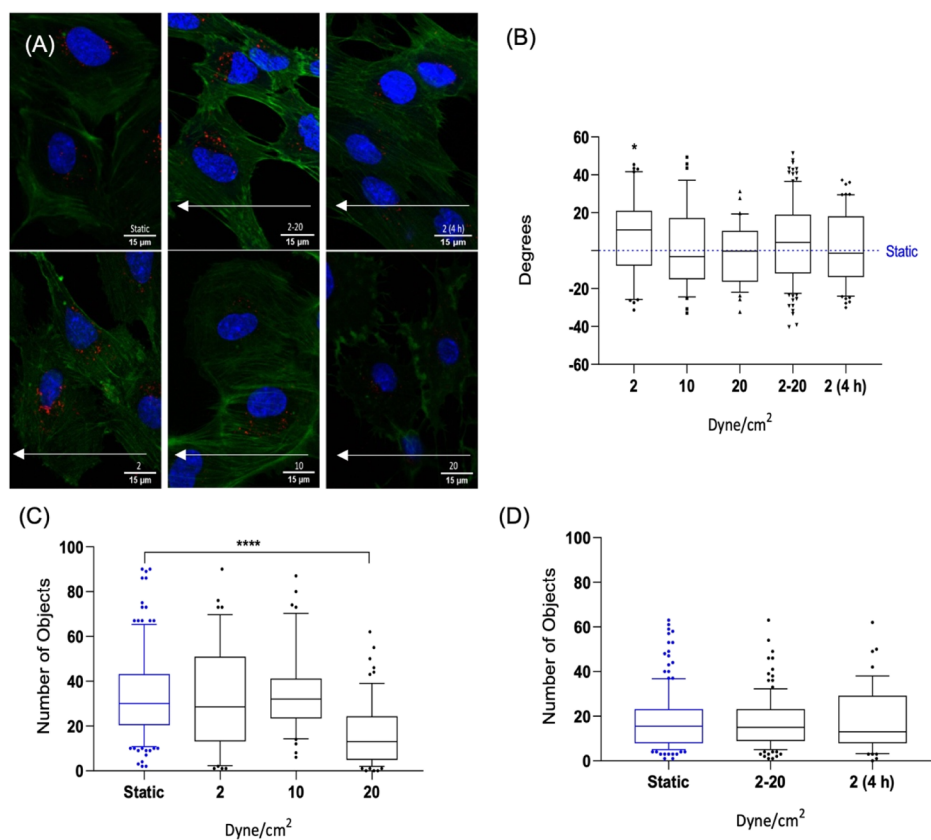 (A)
Static
15 µm
2-20
15 µm
2 (4 h)
15 µm
2
15 µm
10
15 µm
20
15 µm
(B)
60
40
20
0
-20
-40
-60
Degrees
*
Static
2 10 20 2-20 2 (4 h)
Dyne/cm²
(C)
100
80
60
40
20
0
Number of Objects
****
Static 2 10 20
Dyne/cm²
(D)
100
80
60
40
20
0
Number of Objects
Static 2-20 2 (4 h)
Dyne/cm²